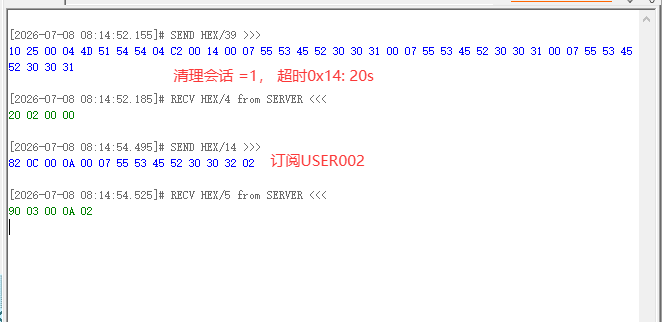 [2026-07-08 08:14:52.155]# SEND HEX/39 >>>
10 25 00 04 4D 51 54 54 04 C2 00 14 00 07 55 53 45 52 30 30 31 00 07 55 53 45 52 30 30 31 00 07 55 53 45
52 30 30 31
清理会话 =1， 超时0x14: 20s
[2026-07-08 08:14:52.185]# RECV HEX/4 from SERVER <<<
20 02 00 00
[2026-07-08 08:14:54.495]# SEND HEX/14 >>>
82 0C 00 0A 00 07 55 53 45 52 30 30 32 02 订阅USER002
[2026-07-08 08:14:54.525]# RECV HEX/5 from SERVER <<<
90 03 00 0A 02